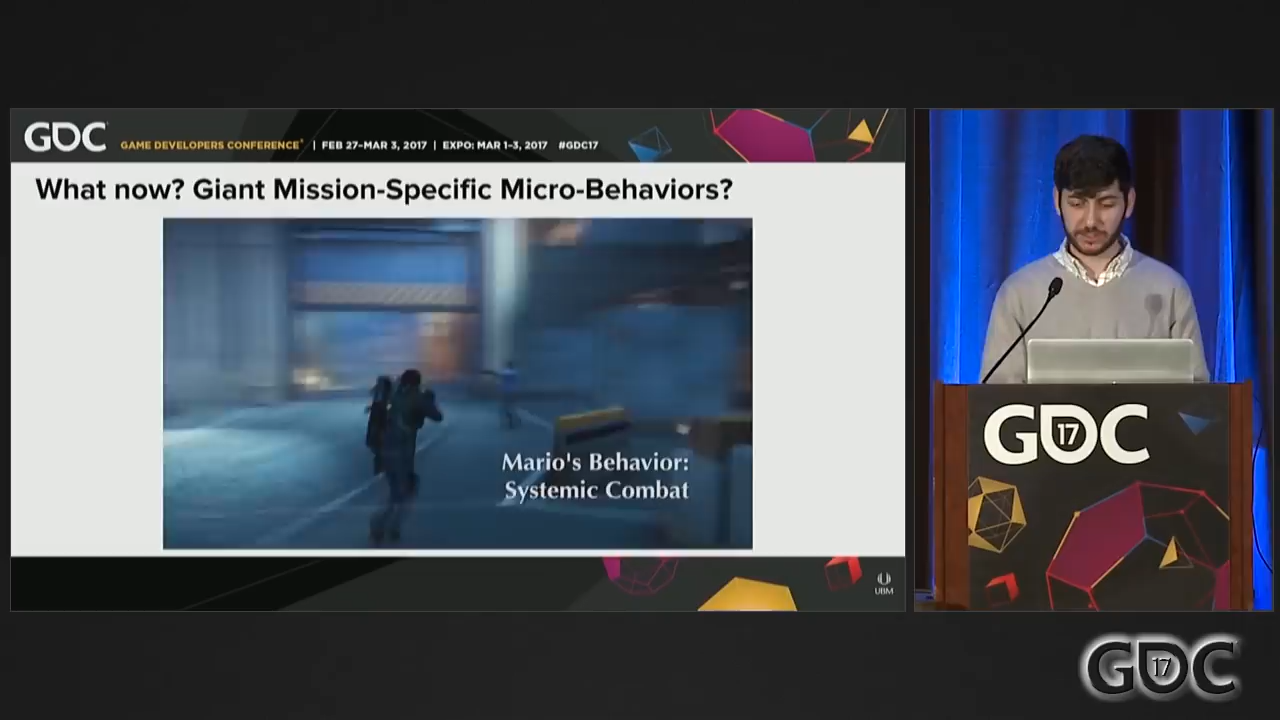 GDC
GAME DEVELOPERS CONFERENCE® | FEB 27–MAR 3, 2017 | EXPO: MAR 1–3, 2017 #GDC17
What now? Giant Mission-Specific Micro-Behaviors?
Mario's Behavior:
Systemic Combat
UBM
GDC
17
GDC
17